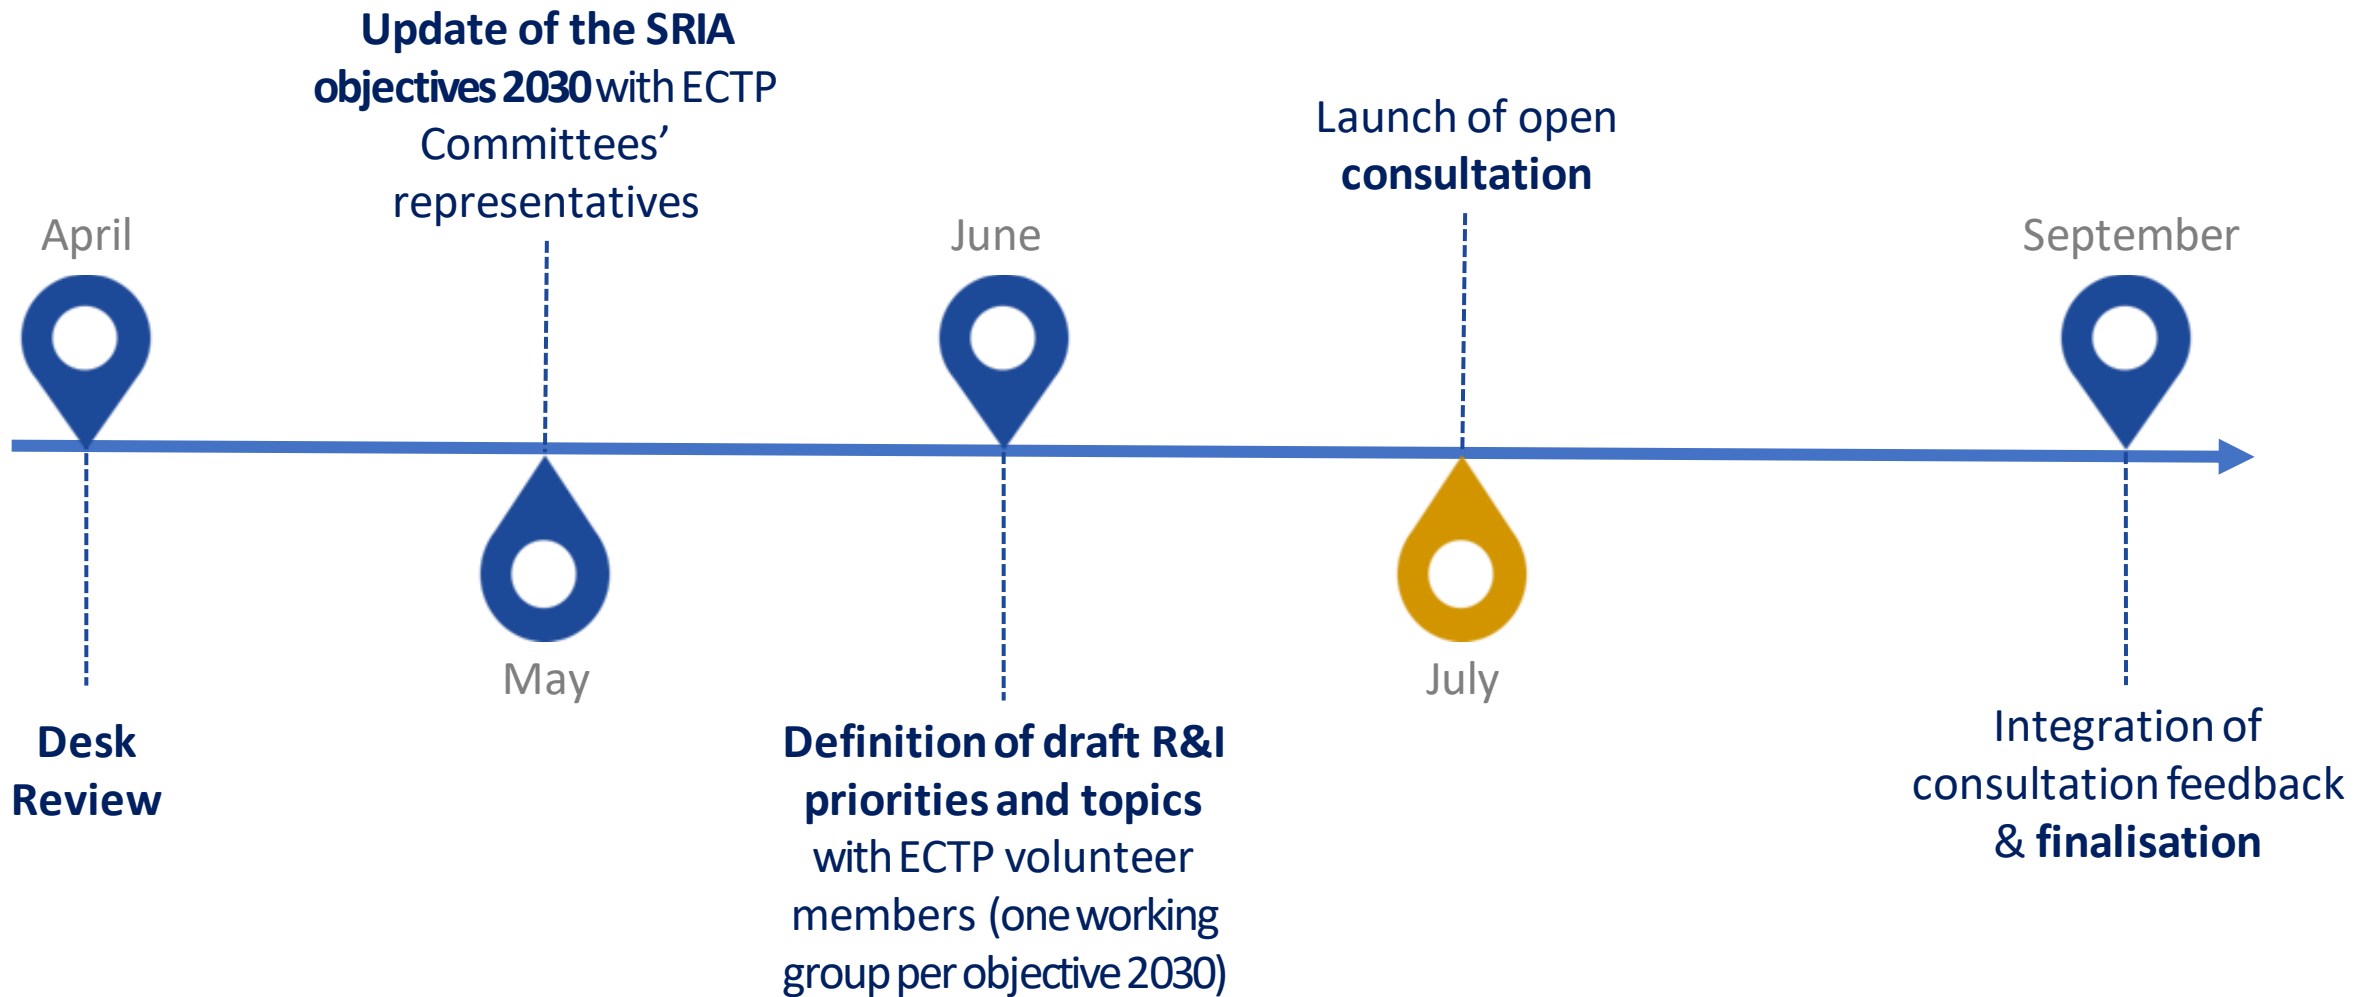 April
Desk
Review
Update of the SRIA
objectives 2030 with ECTP
Committees’
representatives
May
June
Definition of draft R&I
priorities and topics
with ECTP volunteer
members (one working
group per objective 2030)
Launch of open
consultation
July
September
Integration of
consultation feedback
& finalisation